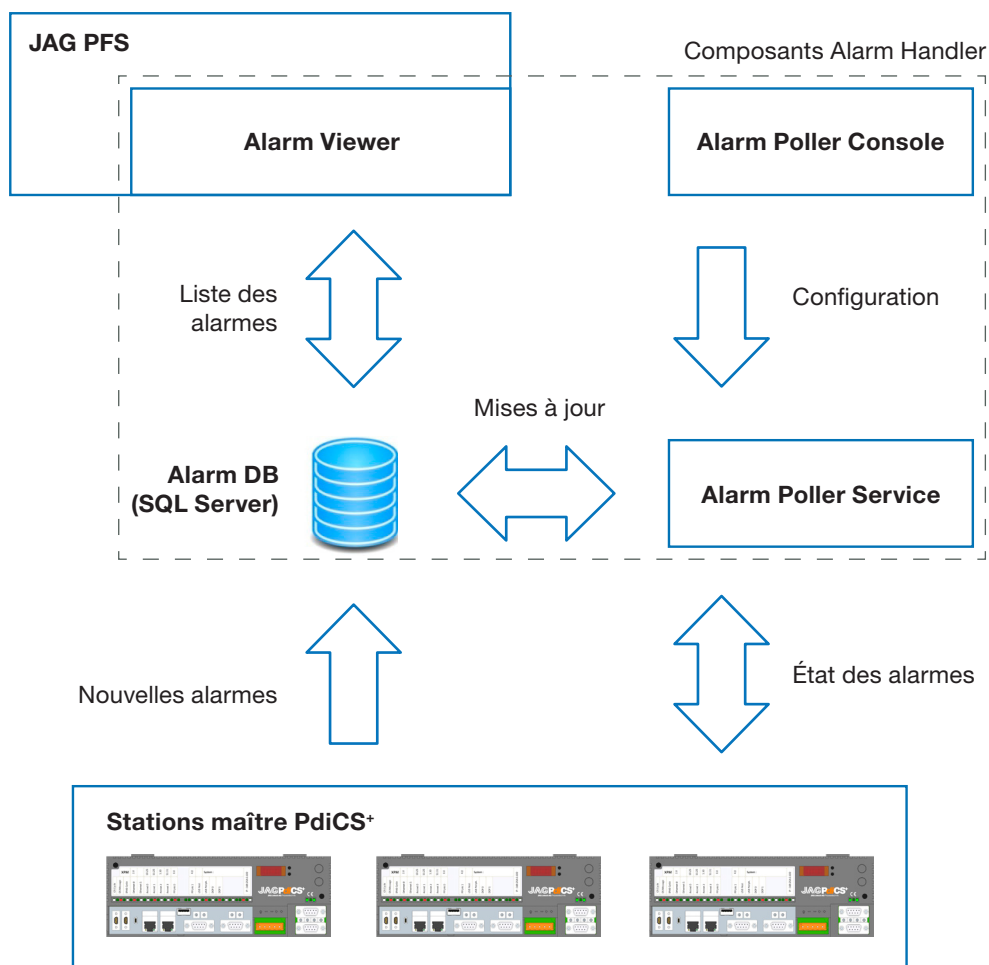 JAG PFS
Composants Alarm Handler
Alarm Viewer
Alarm Poller Console
Liste des
alarmes
Configuration
Mises à jour
Alarm DB
(SQL Server)
Alarm Poller Service
Nouvelles alarmes
État des alarmes
Stations maître PdiCS⁺